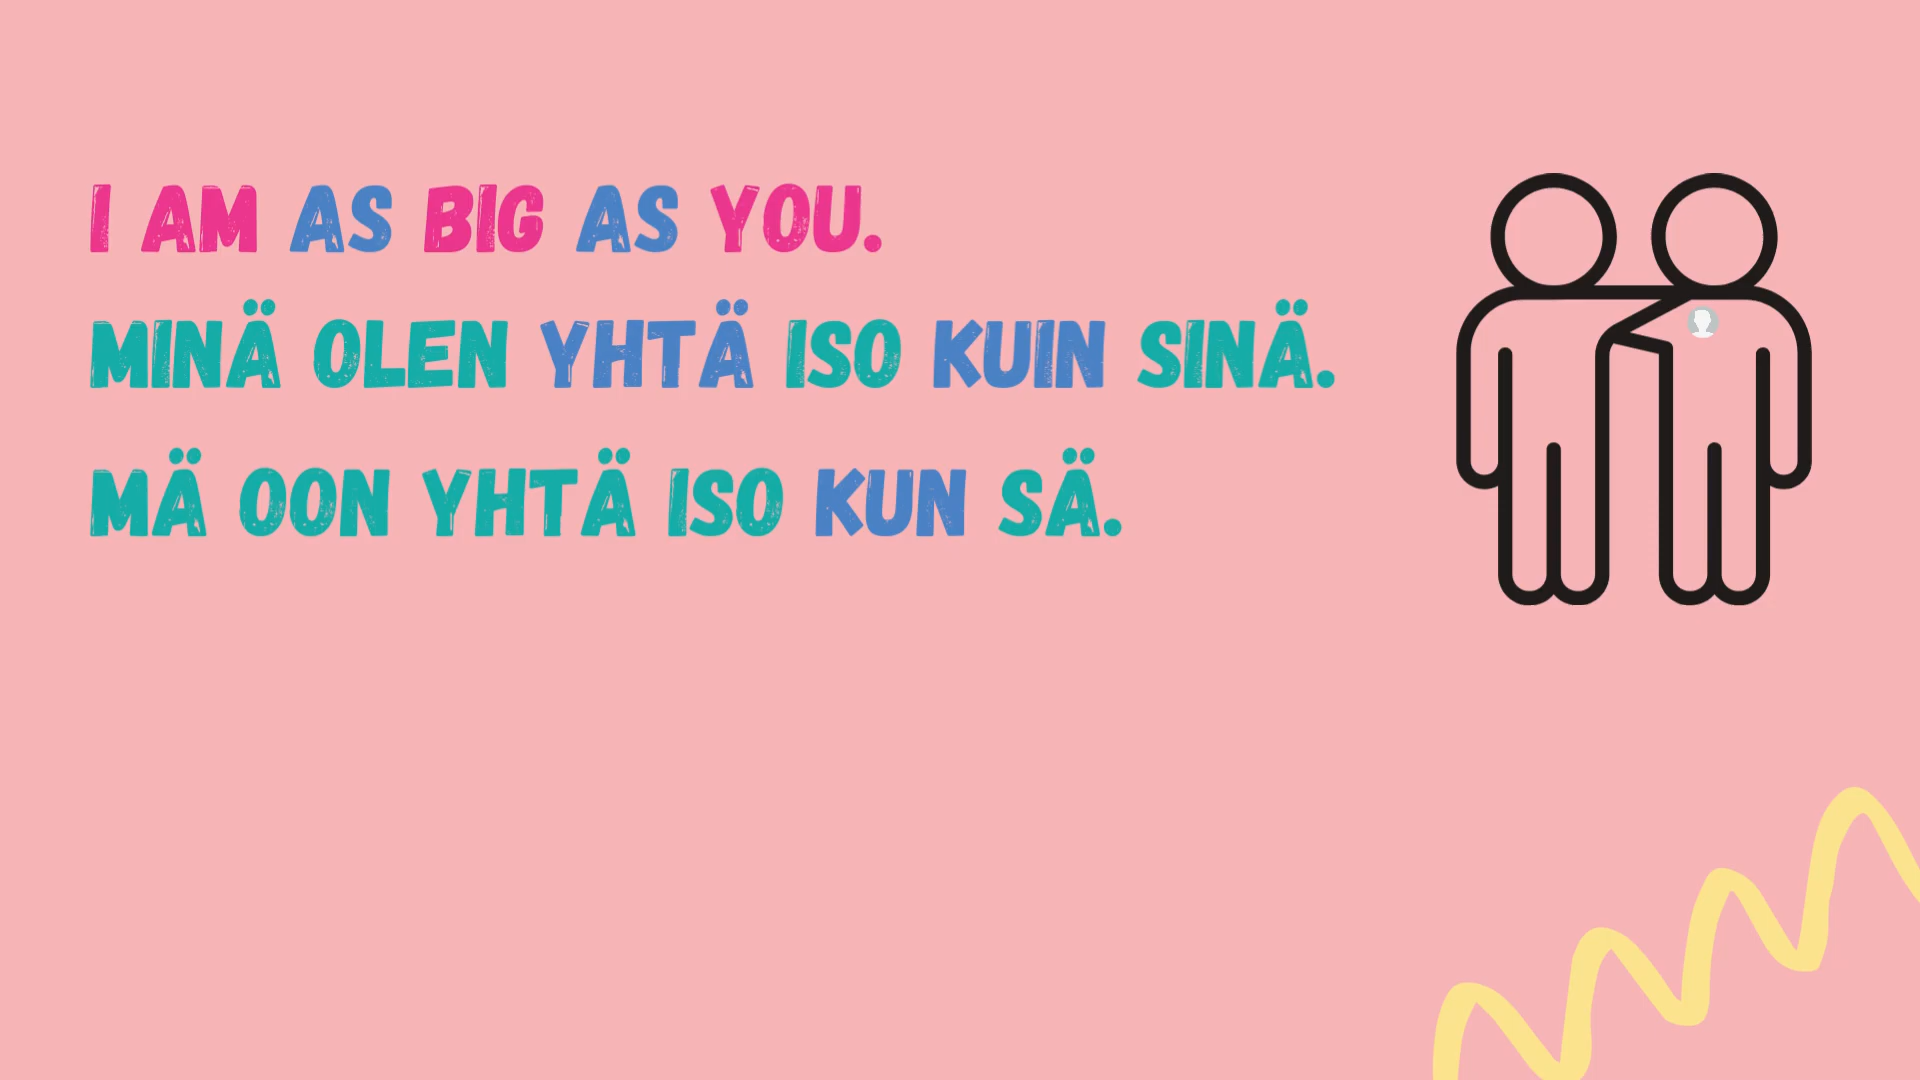 I AM AS BIG AS YOU.
MINÄ OLEN YHTÄ ISO KUIN SINÄ.
MÄ OON YHTÄ ISO KUN SÄ.